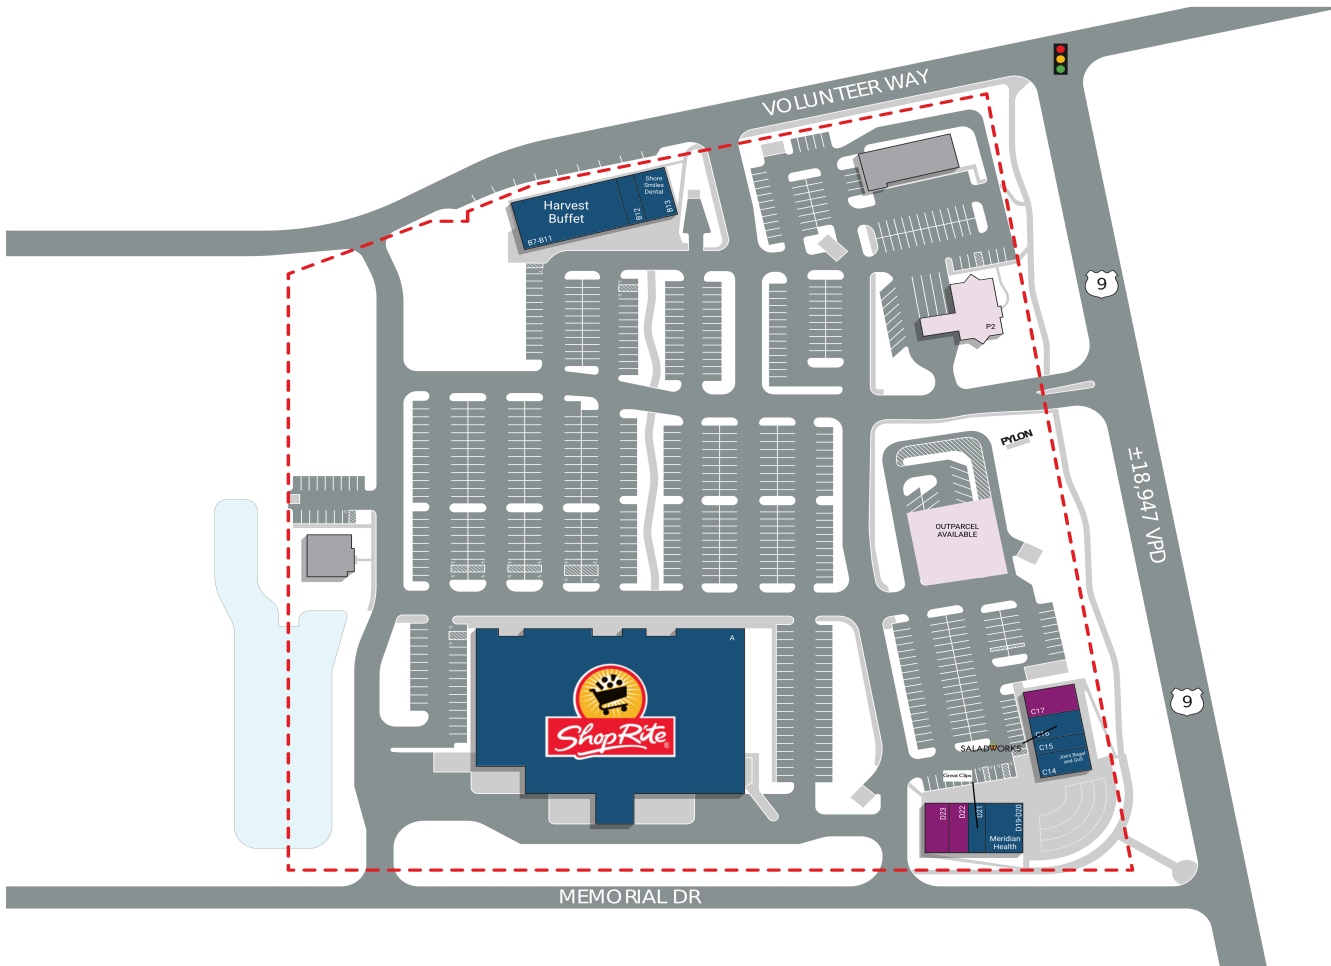 VOLUNTEER WAY
Shore
Smiles
Dental
Harvest
Buffet
B12
B13
B7-B11
9
P2
PYLON
±18,947 VPD
OUTPARCEL
AVAILABLE
A
ShopRite®
9
C17
C16
SALADWORKS
C15
Joe's Bagel
and Grill
C14
Great Clips
D23
D22
D21
D19-D20
Meridian
Health
MEMORIAL DR